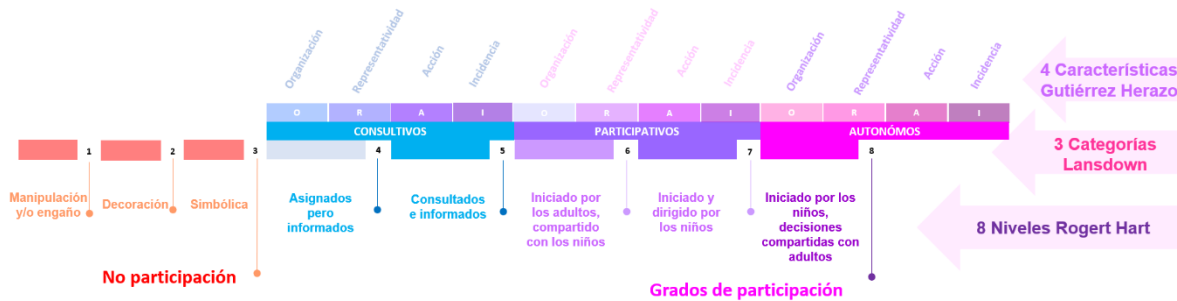 Organización
Representatividad
Acción
Incidencia
Organización
Representatividad
Acción
Incidencia
Organización
Representatividad
Acción
Incidencia
4 Características
Gutiérrez Herazo
O R A I O R A I O R A I
CONSULTIVOS PARTICIPATIVOS AUTONÓMOS
3 Categorías
Lansdown
1 2 3 4 5 6 7 8
Manipulación
y/o engaño
Decoración
Simbólica
Asignados
pero
informados
Consultados
e informados
Iniciado por
los adultos,
compartido
con los niños
Iniciado y
dirigido por
los niños
Iniciado por los
niños,
decisiones
compartidas con
adultos
8 Niveles Rogert Hart
No participación
Grados de participación